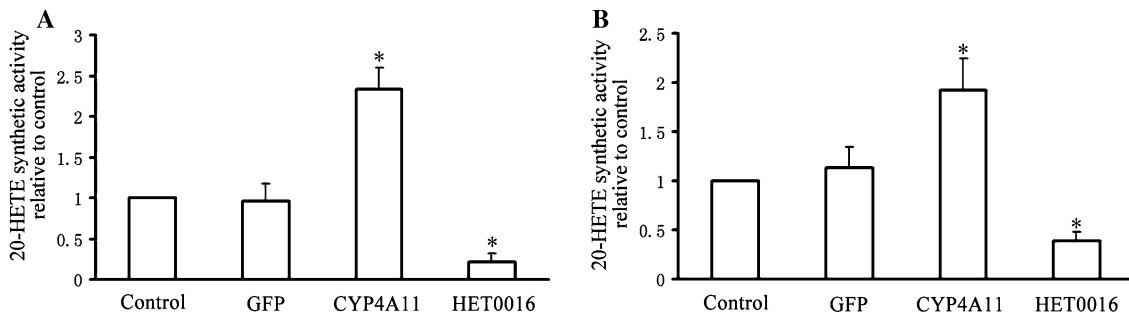 A
20-HETE synthetic activity
relative to control
3
2.5
2
1.5
1
0.5
0
*
*
Control GFP CYP4A11 HET0016
B
20-HETE synthetic activity
relative to control
2.5
2
1.5
1
0.5
0
*
*
Control GFP CYP4A11 HET0016